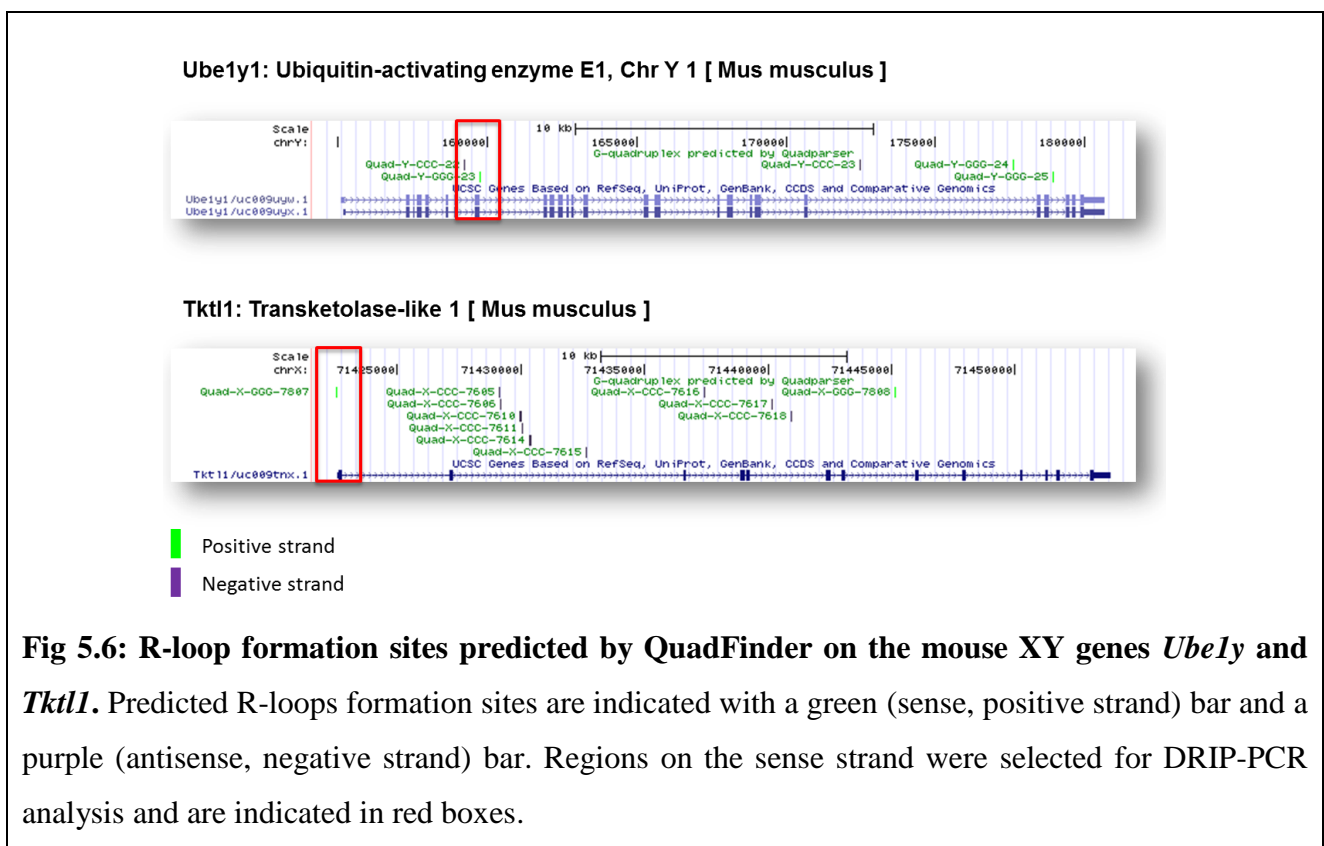 Ube1y1: Ubiquitin-activating enzyme E1, Chr Y 1 [ Mus musculus ]
Scale 10 kb
chrY: 160000 165000 170000 175000 180000
G-quadruplex predicted by Quadparser
Quad-Y-CCC-22 Quad-Y-CCC-23 Quad-Y-GGG-24
Quad-Y-GGG-23 Quad-Y-GGG-25
UCSC Genes Based on RefSeq, UniProt, GenBank, CCDS and Comparative Genomics
Ube1y1/uc009uyw.1
Ube1y1/uc009uyx.1
Tktl1: Transketolase-like 1 [ Mus musculus ]
Scale 10 kb
chrX: 71425000 71430000 71435000 71440000 71445000 71450000
G-quadruplex predicted by Quadparser
Quad-X-GGG-7807 Quad-X-CCC-7605 Quad-X-CCC-7616 Quad-X-GGG-7808
Quad-X-CCC-7606 Quad-X-CCC-7617
Quad-X-CCC-7610 Quad-X-CCC-7618
Quad-X-CCC-7611
Quad-X-CCC-7614
Quad-X-CCC-7615
UCSC Genes Based on RefSeq, UniProt, GenBank, CCDS and Comparative Genomics
Tktl1/uc009tnx.1
Positive strand
Negative strand
Fig 5.6: R-loop formation sites predicted by QuadFinder on the mouse XY genes Ube1y and
Tktl1. Predicted R-loops formation sites are indicated with a green (sense, positive strand) bar and a
purple (antisense, negative strand) bar. Regions on the sense strand were selected for DRIP-PCR
analysis and are indicated in red boxes.